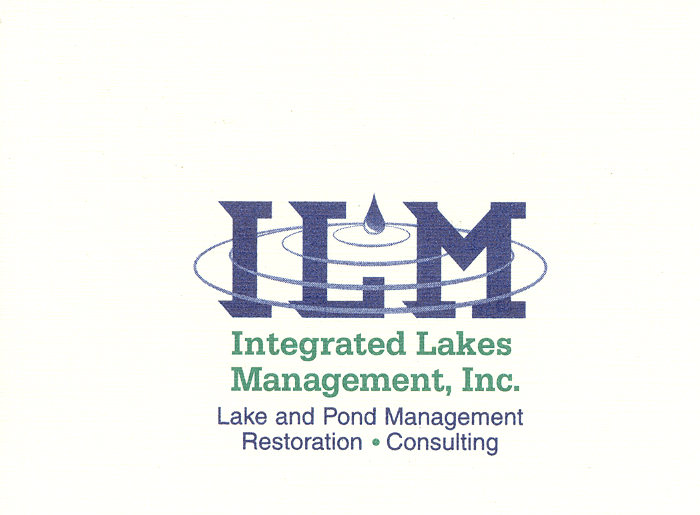 ILM
Integrated Lakes
Management, Inc.
Lake and Pond Management
Restoration • Consulting